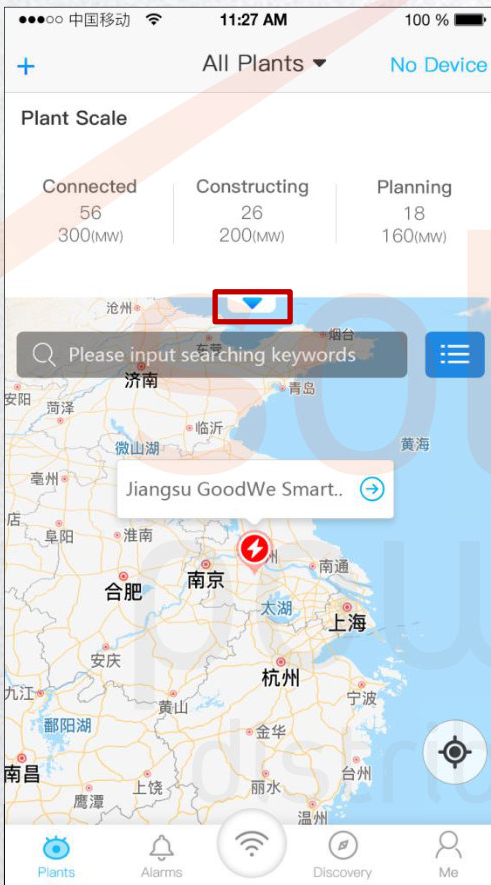 中国移动 11:27 AM 100 %
+ All Plants No Device
Plant Scale
Connected Constructing Planning
56 26 18
300(MW) 200(MW) 160(MW)
沧州
烟台
Please input searching keywords
济南
青岛
安阳 菏泽
临沂
微山湖 黄海
亳州
Jiangsu GoodWe Smart..
店
阜阳 淮南
州
南京 南通
合肥
太湖
上海
安庆
杭州
九江 宁波
黄山
鄱阳湖
金华
南昌 台州
上饶 丽水
鹰潭
温州
Plants Alarms Discovery Me
sol
pow
distrib